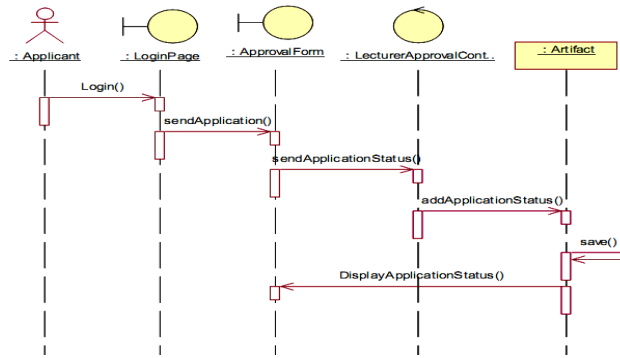 : Applicant
: LoginPage
: ApprovalForm
: LecturerApprovalCont..
: Artifact
Login()
sendApplication()
sendApplicationStatus()
addApplicationStatus()
save()
DisplayApplicationStatus()